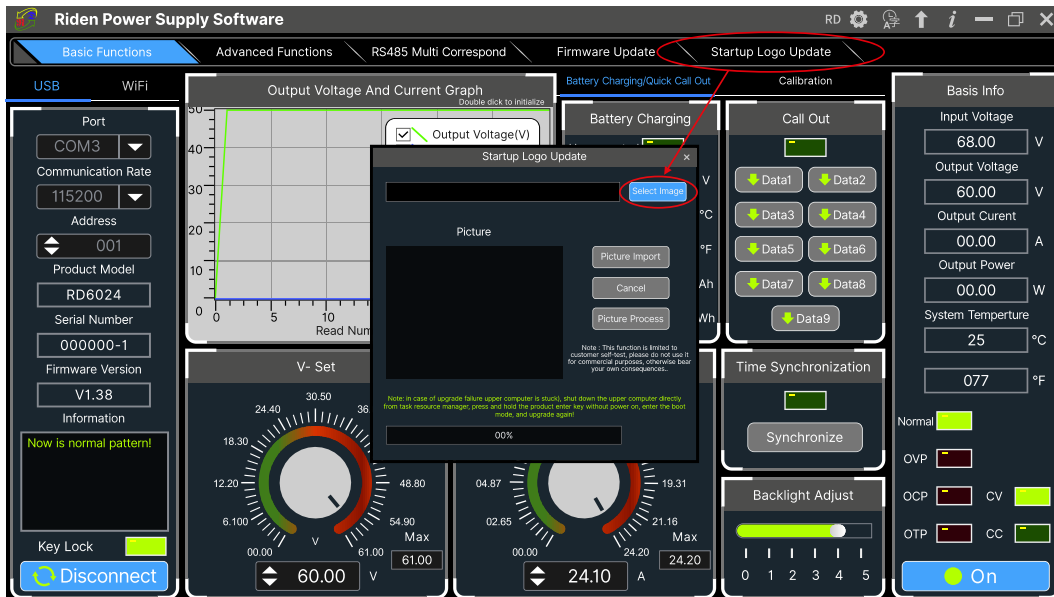 Riden Power Supply Software
RD
Basic Functions
Advanced Functions
RS485 Multi Correspond
Firmware Update
Startup Logo Update
USB
WiFi
Port
COM3
Communication Rate
115200
Address
001
Product Model
RD6024
Serial Number
000000-1
Firmware Version
V1.38
Information
Now is normal pattern!
Key Lock
Disconnect
Output Voltage And Current Graph
Double click to initialize
Output Voltage(V)
50
40
30
20
10
0
0
5
10
Read Num
Battery Charging/Quick Call Out
Calibration
Battery Charging
V
°C
°F
Ah
Wh
Call Out
Data1
Data2
Data3
Data4
Data5
Data6
Data7
Data8
Data9
Startup Logo Update
×
Select Image
Picture
Picture Import
Cancel
Picture Process
Note : This function is limited to
customer self-test, please do not use it
for commercial purposes, otherwise bear
your own consequences..
Note: in case of upgrade failure upper computer is stuck), shut down the upper computer directly
from task resource manager, press and hold the product enter key without power on, enter the boot
mode, and upgrade again!
00%
V- Set
00.00
6.100
12.20
18.30
24.40
30.50
36.
48.80
54.90
61.00
V
Max
61.00
60.00
V
00.00
02.65
04.87
19.31
21.16
24.20
Max
24.20
24.10
A
Time Synchronization
Synchronize
Backlight Adjust
0
1
2
3
4
5
Basis Info
Input Voltage
68.00
V
Output Voltage
60.00
V
Output Curent
00.00
A
Output Power
00.00
W
System Temperture
25
°C
077
°F
Normal
OVP
OCP
CV
OTP
CC
On